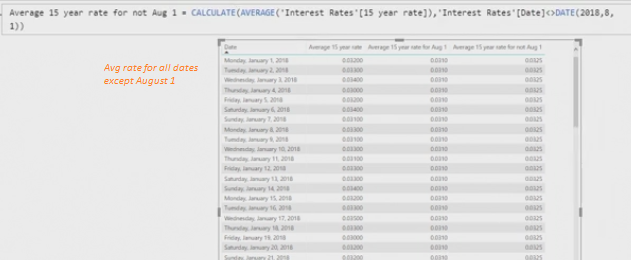 Average 15 year rate for not Aug 1 = CALCULATE(AVERAGE('Interest Rates'[15 year rate]),'Interest Rates'[Date]<>DATE(2018,8,
1))
Avg rate for all dates
except August 1
Date Average 15 year rate Average 15 year rate for Aug 1 Average 15 year rate for not Aug 1
Monday, January 1, 2018 0.03200 0.0310 0.0325
Tuesday, January 2, 2018 0.03300 0.0310 0.0325
Wednesday, January 3, 2018 0.03400 0.0310 0.0325
Thursday, January 4, 2018 0.03000 0.0310 0.0325
Friday, January 5, 2018 0.03200 0.0310 0.0325
Saturday, January 6, 2018 0.03400 0.0310 0.0325
Sunday, January 7, 2018 0.03100 0.0310 0.0325
Monday, January 8, 2018 0.03300 0.0310 0.0325
Tuesday, January 9, 2018 0.03100 0.0310 0.0325
Wednesday, January 10, 2018 0.03300 0.0310 0.0325
Thursday, January 11, 2018 0.03100 0.0310 0.0325
Friday, January 12, 2018 0.03300 0.0310 0.0325
Saturday, January 13, 2018 0.03300 0.0310 0.0325
Sunday, January 14, 2018 0.03400 0.0310 0.0325
Monday, January 15, 2018 0.03200 0.0310 0.0325
Tuesday, January 16, 2018 0.03300 0.0310 0.0325
Wednesday, January 17, 2018 0.03500 0.0310 0.0325
Thursday, January 18, 2018 0.03300 0.0310 0.0325
Friday, January 19, 2018 0.03000 0.0310 0.0325
Saturday, January 20, 2018 0.03200 0.0310 0.0325
Sunday, January 21, 2018 0.03200 0.0310 0.0325